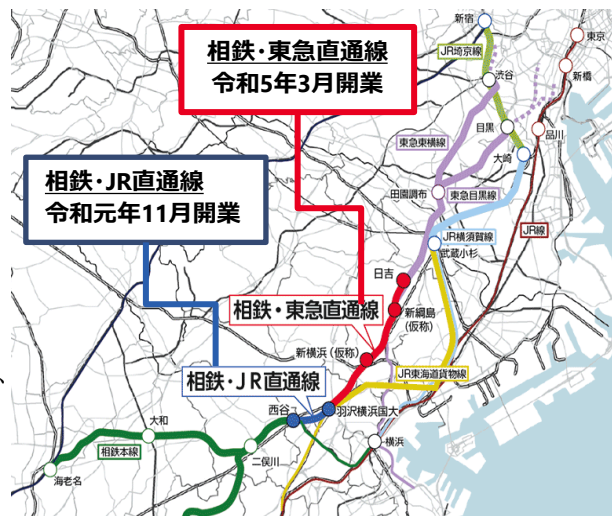 相鉄・東急直通線
令和5年3月開業
相鉄・JR直通線
令和元年11月開業
新宿
東京
JR埼京線
新橋
渋谷
目黒
品川
東急東横線
大崎
田園調布
東急目黒線
JR線
JR横須賀線
武蔵小杉
日吉
相鉄・東急直通線
新綱島
(仮称)
新横浜(仮称)
JR東海道貨物線
相鉄・JR直通線
西谷
羽沢横浜国大
大和
横浜
相鉄本線
二俣川
海老名